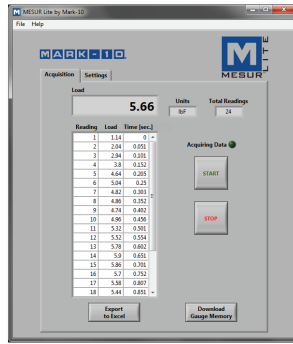 MESUR Lite by Mark-10
File Help
MARK-10
M
LITE
MESUR
Acquisition Settings
Load
5.66
Units
lbF
Total Readings
24
Reading Load Time [sec.]
1 1.14 0
2 2.04 0.051
3 2.94 0.101
4 3.8 0.152
5 4.64 0.205
6 5.04 0.25
7 4.82 0.303
8 4.86 0.352
9 4.74 0.402
10 4.96 0.456
11 5.32 0.501
12 5.52 0.554
13 5.78 0.602
14 5.9 0.651
15 5.86 0.701
16 5.7 0.752
17 5.58 0.807
18 5.44 0.851
Acquiring Data
START
STOP
Export
to Excel
Download
Gauge Memory